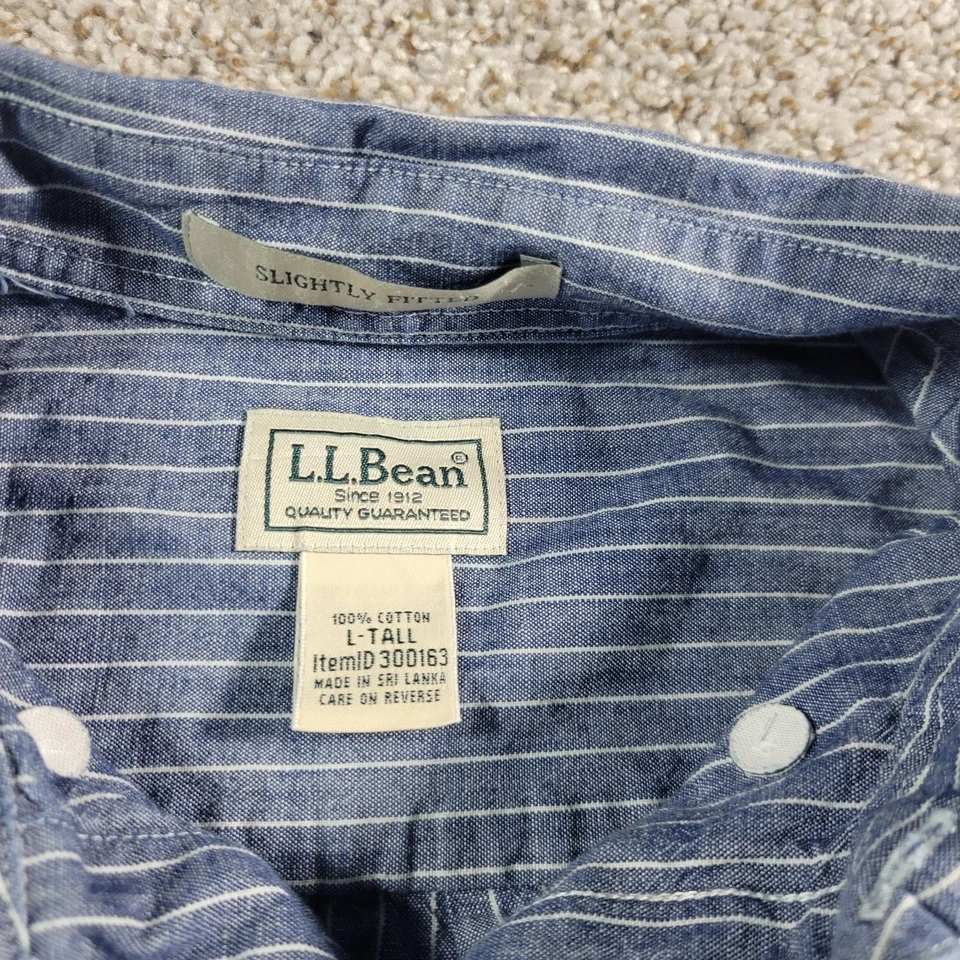 SLIGHTLY FITTED
L.L.Bean®
Since 1912
QUALITY GUARANTEED
100% COTTON
L-TALL
ItemID 300163
MADE IN SRI LANKA
CARE ON REVERSE